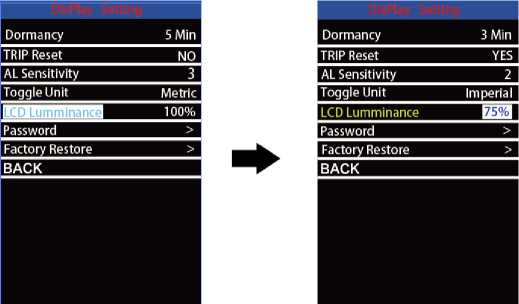 DisPlay Setting
Dormancy 5 Min
TRIP Reset NO
AL Sensitivity 3
Toggle Unit Metric
LCD Lumminance 100%
Password >
Factory Restore >
BACK
DisPlay Setting
Dormancy 3 Min
TRIP Reset YES
AL Sensitivity 2
Toggle Unit Imperial
LCD Lumminance 75%
Password >
Factory Restore >
BACK